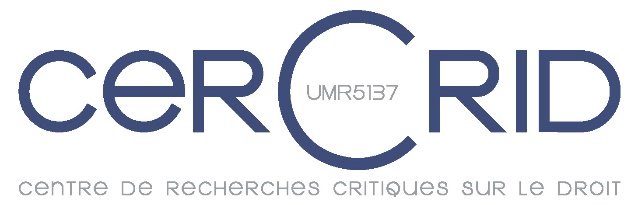 cerCRID
UMR5137
centre de recherches critiques sur le droit